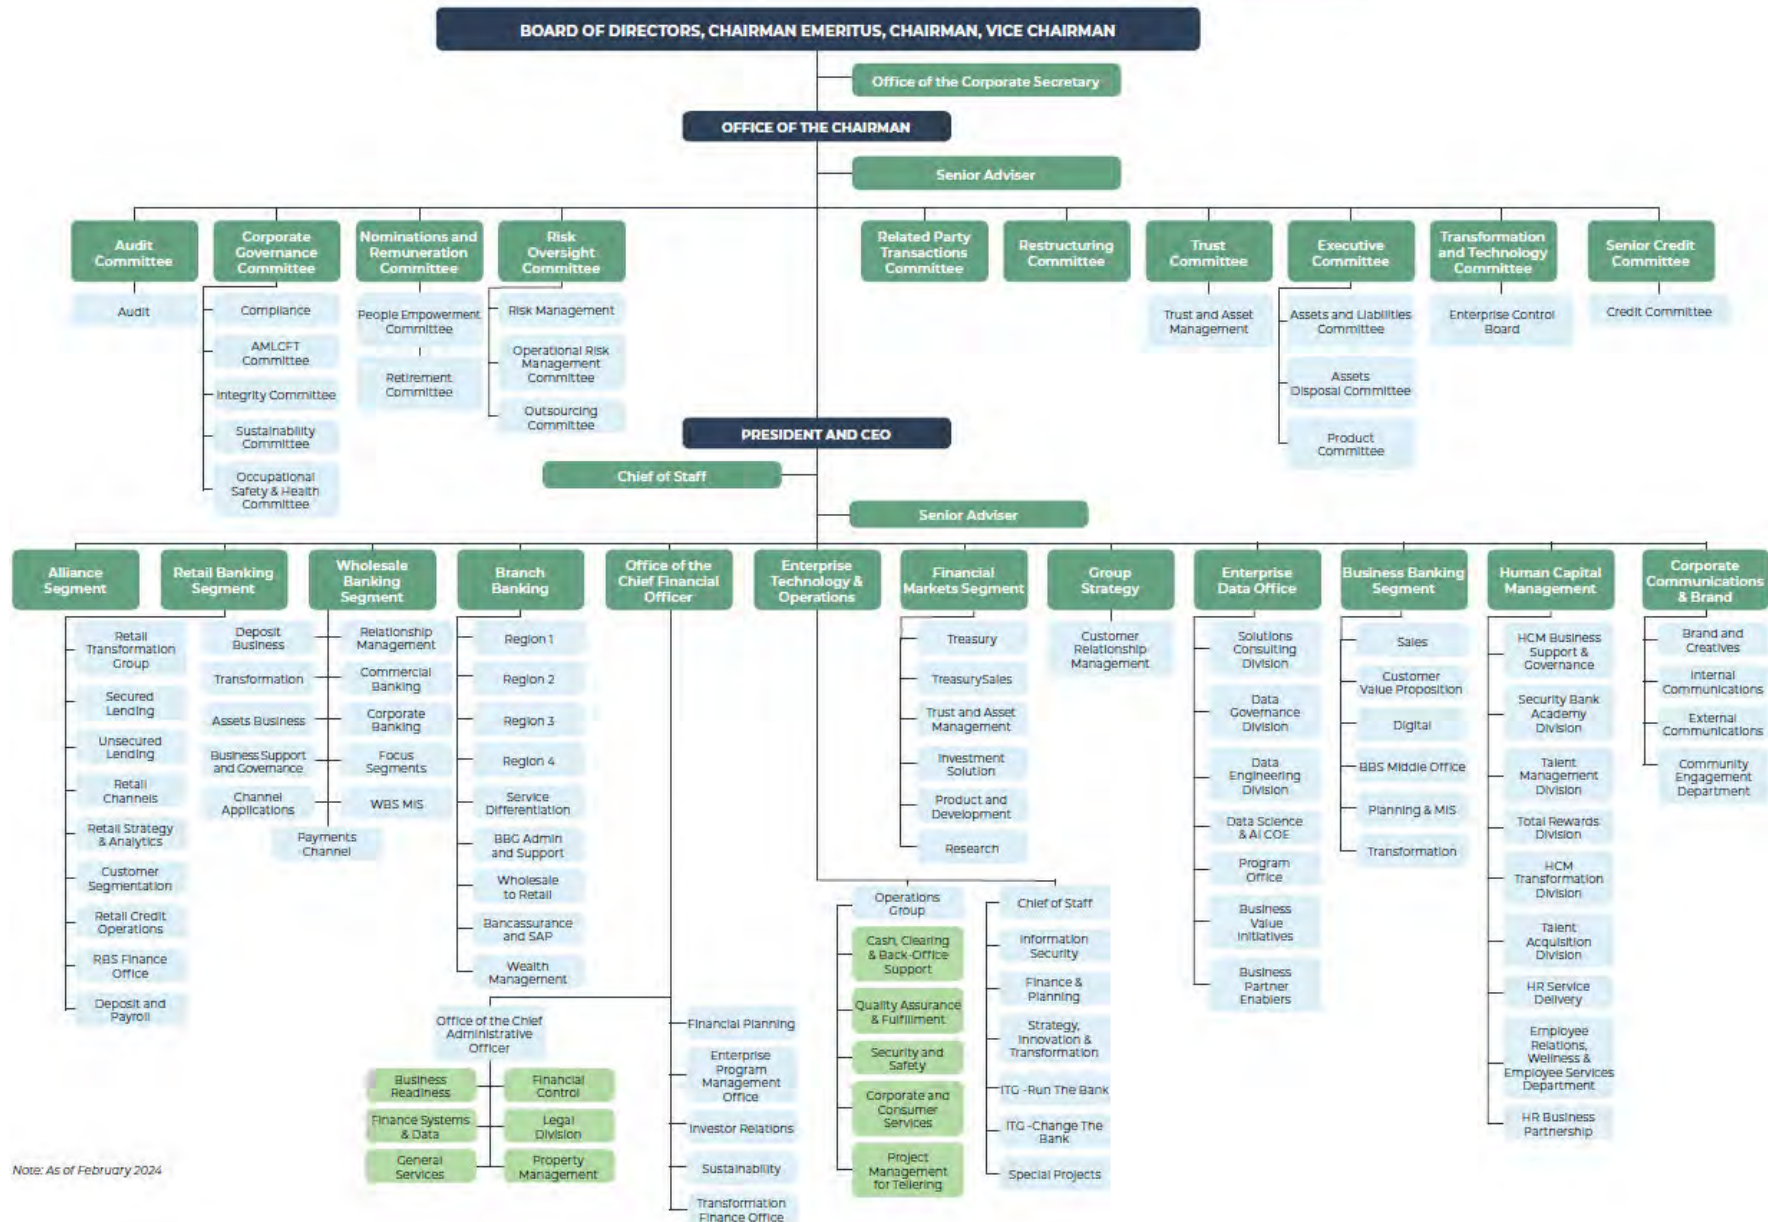 BOARD OF DIRECTORS, CHAIRMAN EMERITUS, CHAIRMAN, VICE CHAIRMAN
Office of the Corporate Secretary
OFFICE OF THE CHAIRMAN
Senior Adviser
Audit
Committee
Corporate
Governance
Committee
Nominations and
Remuneration
Committee
Risk
Oversight
Committee
Related Party
Transactions
Committee
Restructuring
Committee
Trust
Committee
Executive
Committee
Transformation
and Technology
Committee
Senior Credit
Committee
Audit
Compliance
AMLCFT
Committee
Integrity Committee
Sustainability
Committee
Occupational
Safety & Health
Committee
People Empowerment
Committee
Retirement
Committee
Risk Management
Operational Risk
Management
Committee
Outsourcing
Committee
Trust and Asset
Management
Assets and Liabilities
Committee
Assets
Disposal Committee
Product
Committee
Enterprise Control
Board
Credit Committee
PRESIDENT AND CEO
Chief of Staff
Senior Adviser
Alliance
Segment
Retail Banking
Segment
Wholesale
Banking
Segment
Branch
Banking
Office of the
Chief Financial
Officer
Enterprise
Technology &
Operations
Financial
Markets Segment
Group
Strategy
Enterprise
Data Office
Business Banking
Segment
Human Capital
Management
Corporate
Communications
& Brand
Retail
Transformation
Group
Secured
Lending
Unsecured
Lending
Retail
Channels
Retail Strategy
& Analytics
Customer
Segmentation
Retail Credit
Operations
RBS Finance
Office
Deposit and
Payroll
Deposit
Business
Transformation
Assets Business
Business Support
and Governance
Channel
Applications
Payments
Channel
Relationship
Management
Commercial
Banking
Corporate
Banking
Focus
Segments
WBS MIS
Region 1
Region 2
Region 3
Region 4
Service
Differentiation
BBG Admin
and Support
Wholesale
to Retail
Bancassurance
and SAP
Wealth
Management
Office of the Chief
Administrative
Officer
Business
Readiness
Financial
Control
Finance Systems
& Data
Legal
Division
General
Services
Property
Management
Financial Planning
Enterprise
Program
Management
Office
Investor Relations
Sustainability
Transformation
Finance Office
Operations
Group
Cash, Clearing
& Back-Office
Support
Quality Assurance
& Fulfillment
Security and
Safety
Corporate and
Consumer
Services
Project
Management
for Tellering
Chief of Staff
Information
Security
Finance &
Planning
Strategy,
Innovation &
Transformation
ITG -Run The Bank
ITG -Change The
Bank
Special Projects
Treasury
TreasurySales
Trust and Asset
Management
Investment
Solution
Product and
Development
Research
Customer
Relationship
Management
Solutions
Consulting
Division
Data
Governance
Division
Data
Engineering
Division
Data Science
& AI COE
Program
Office
Business
Value
Initiatives
Business
Partner
Enablers
Sales
Customer
Value Proposition
Digital
BBS Middle Office
Planning & MIS
Transformation
HCM Business
Support &
Governance
Security Bank
Academy
Division
Talent
Management
Division
Total Rewards
Division
HCM
Transformation
Division
Talent
Acquisition
Division
HR Service
Delivery
Employee
Relations,
Wellness &
Employee Services
Department
HR Business
Partnership
Brand and
Creatives
Internal
Communications
External
Communications
Community
Engagement
Department
Note: As of February 2024